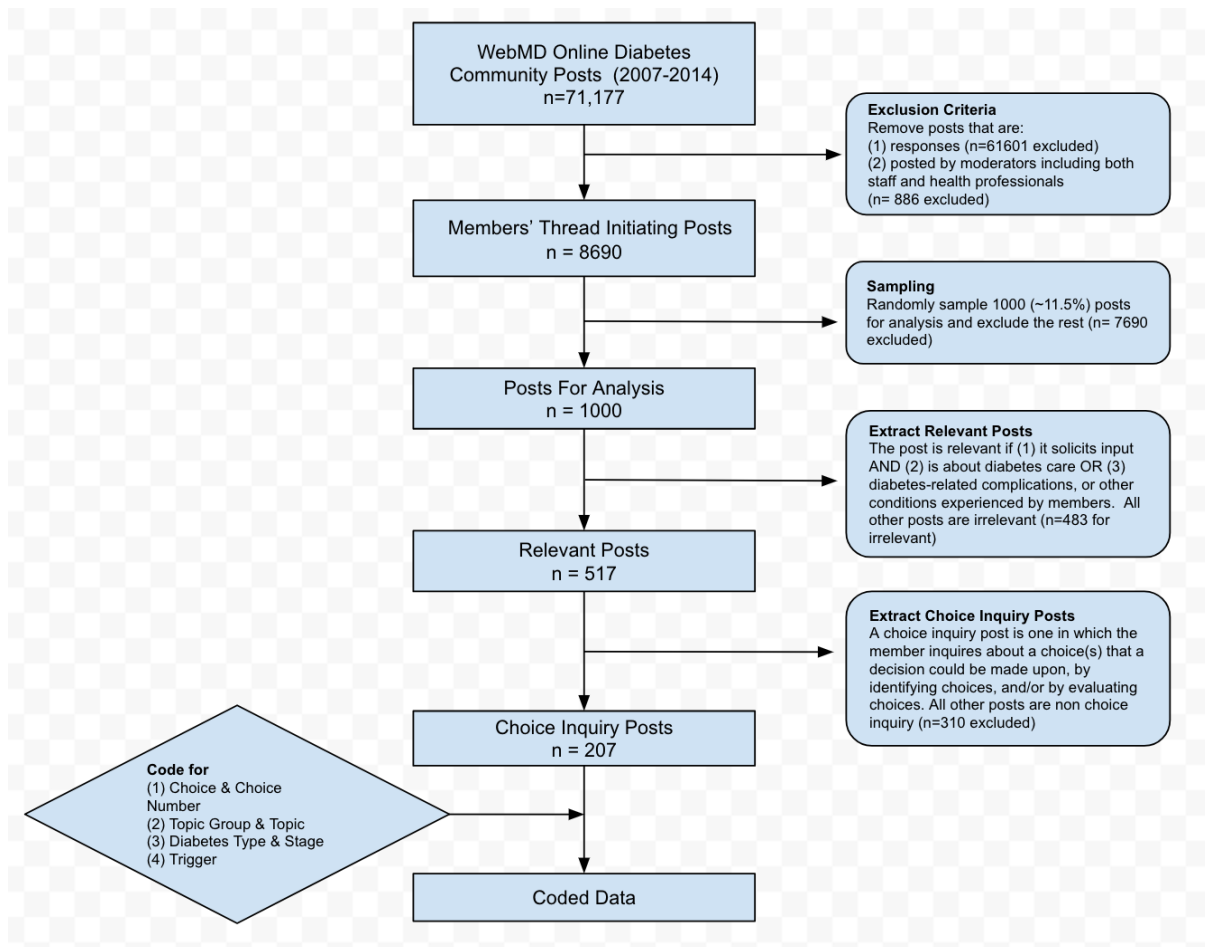 WebMD Online Diabetes
Community Posts (2007-2014)
n=71,177
Exclusion Criteria
Remove posts that are:
(1) responses (n=61601 excluded)
(2) posted by moderators including both
staff and health professionals
(n= 886 excluded)
Members’ Thread Initiating Posts
n = 8690
Sampling
Randomly sample 1000 (~11.5%) posts
for analysis and exclude the rest (n= 7690
excluded)
Posts For Analysis
n = 1000
Extract Relevant Posts
The post is relevant if (1) it solicits input
AND (2) is about diabetes care OR (3)
diabetes-related complications, or other
conditions experienced by members.  All
other posts are irrelevant (n=483 for
irrelevant)
Relevant Posts
n = 517
Extract Choice Inquiry Posts
A choice inquiry post is one in which the
member inquires about a choice(s) that a
decision could be made upon, by
identifying choices, and/or by evaluating
choices. All other posts are non choice
inquiry (n=310 excluded)
Choice Inquiry Posts
n = 207
Code for
(1) Choice & Choice
Number
(2) Topic Group & Topic
(3) Diabetes Type & Stage
(4) Trigger
Coded Data